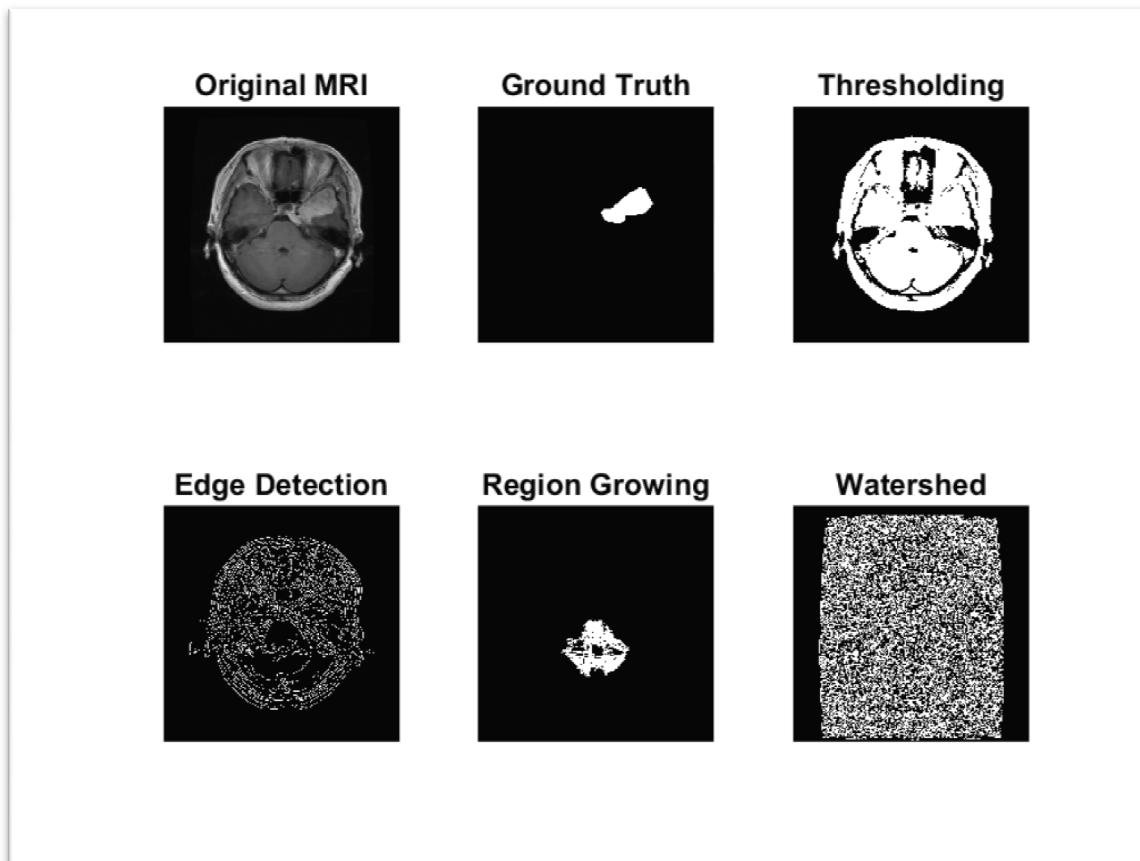 Original MRI
Ground Truth
Thresholding
Edge Detection
Region Growing
Watershed